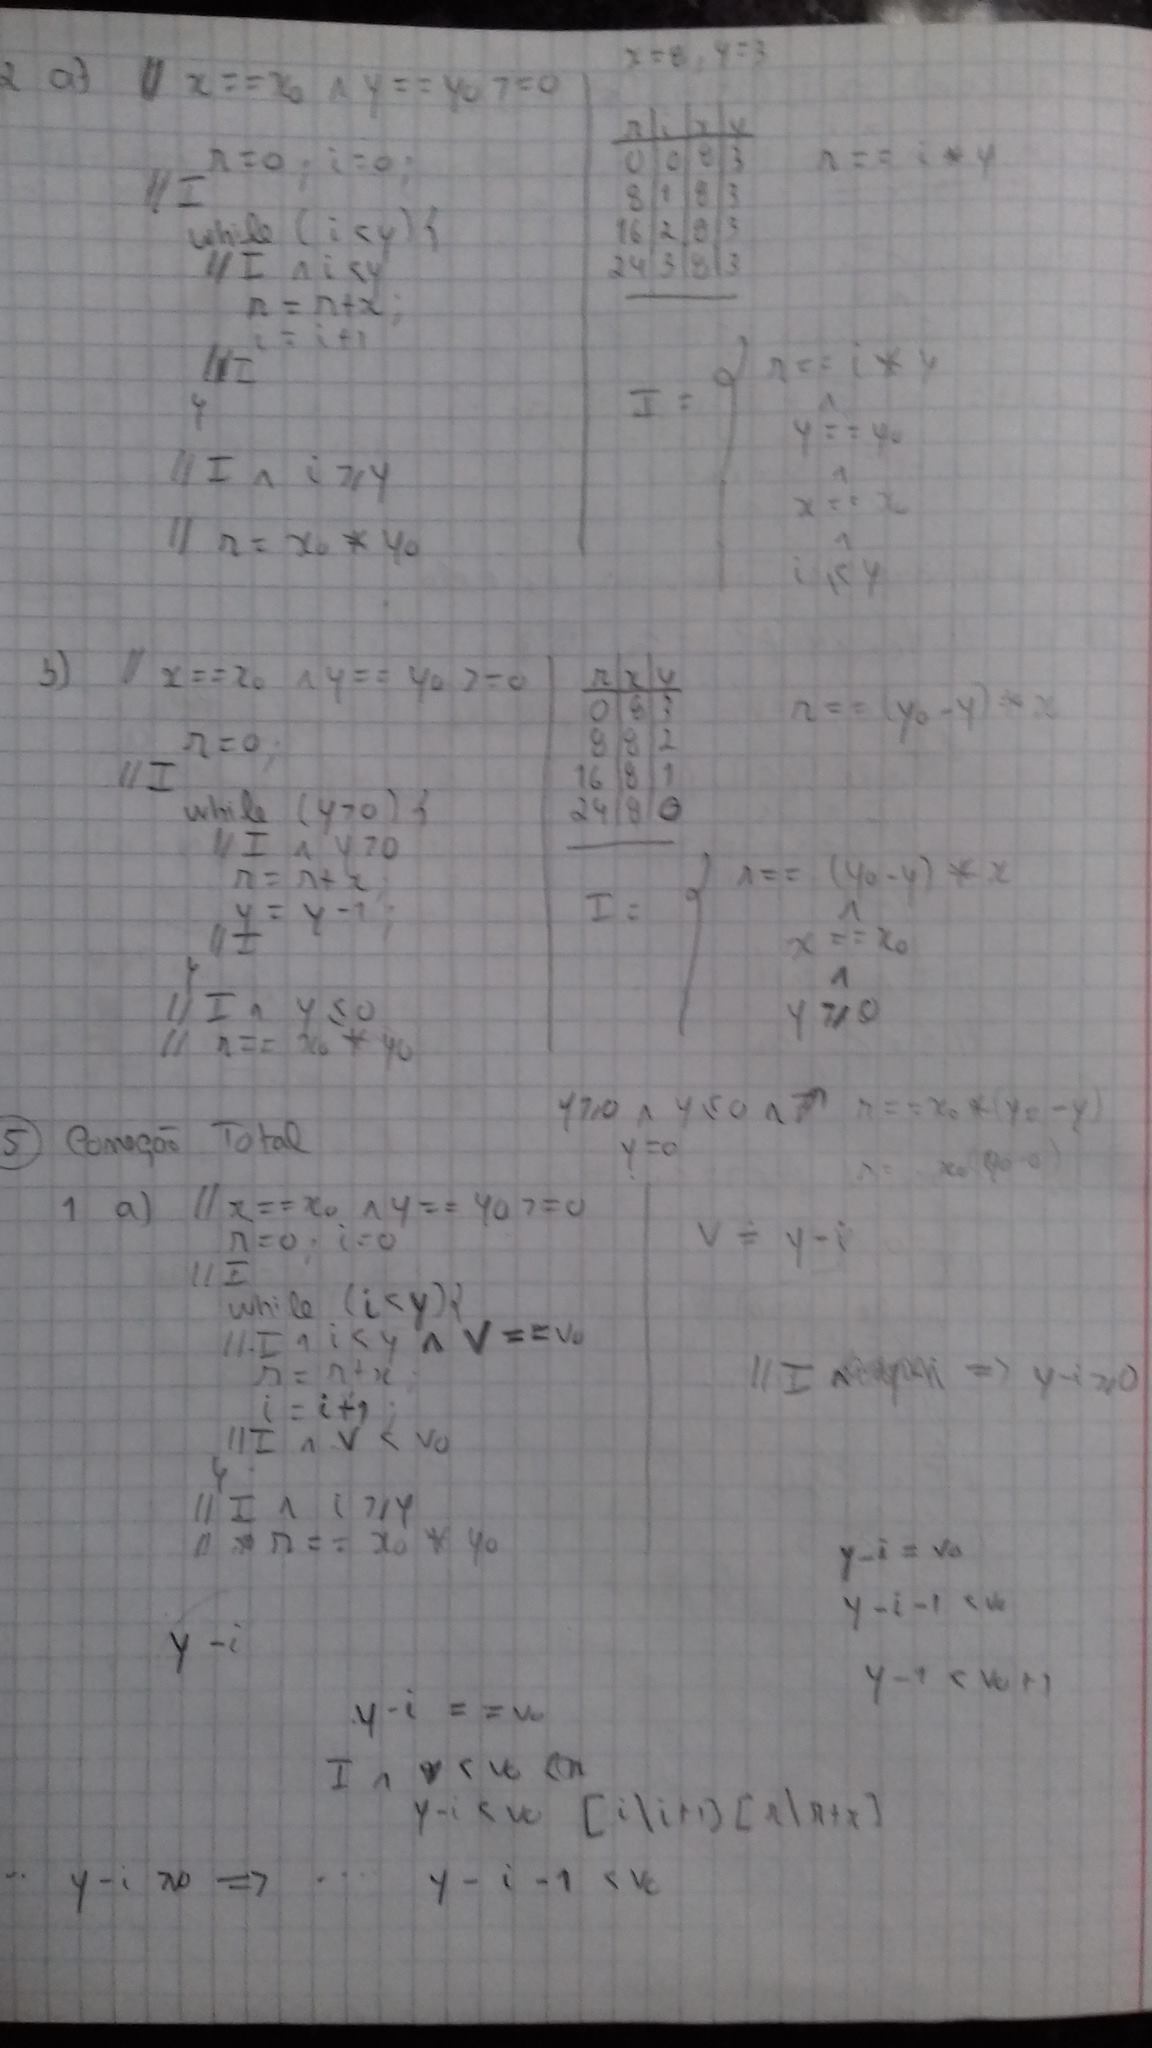 x=8, y=3
2 a) // x==x₀ ∧ y==y₀>=0
r=0; i=0;
// I
while (i<y){
// I ∧ i<y
r=r+x;
i=i+1
// I
}
// I ∧ i≥y
// r=x₀*y₀
r|i|x|y
0|0|8|3
8|1|8|3
16|2|8|3
24|3|8|3
r==i*y
I = { r==i*y
∧
y==y₀
∧
x==x₀
∧
i≤y
b) // x==x₀ ∧ y==y₀>=0
r=0;
// I
while (y>0){
// I ∧ y>0
r=r+x;
y=y-1;
// I
}
// I ∧ y≤0
// r==x₀*y₀
r|x|y
0|8|3
8|8|2
16|8|1
24|8|0
r==(y₀-y)*x
I = { r==(y₀-y)*x
∧
x==x₀
∧
y≥0
y≥0 ∧ y≤0 ∧ r==x₀*(y₀-y)
y=0
r= x₀(y₀-0)
5 Correção Total
1 a) // x==x₀ ∧ y==y₀>=0
r=0; i=0
// I
while (i<y){
// I ∧ i<y ∧ V==v₀
r=r+x;
i=i+1;
// I ∧ V<v₀
}
// I ∧ i≥y
// r==x₀*y₀
V = y-i
// I => y-i≥0
y-i=v₀
y-i-1<v₀
y-1<v₀+1
y-i
y-i==v₀
I ∧ v<v₀
y-i<v₀ [i\i+1] [r\r+x]
.. y-i≥0 => ... y-i-1<v₀